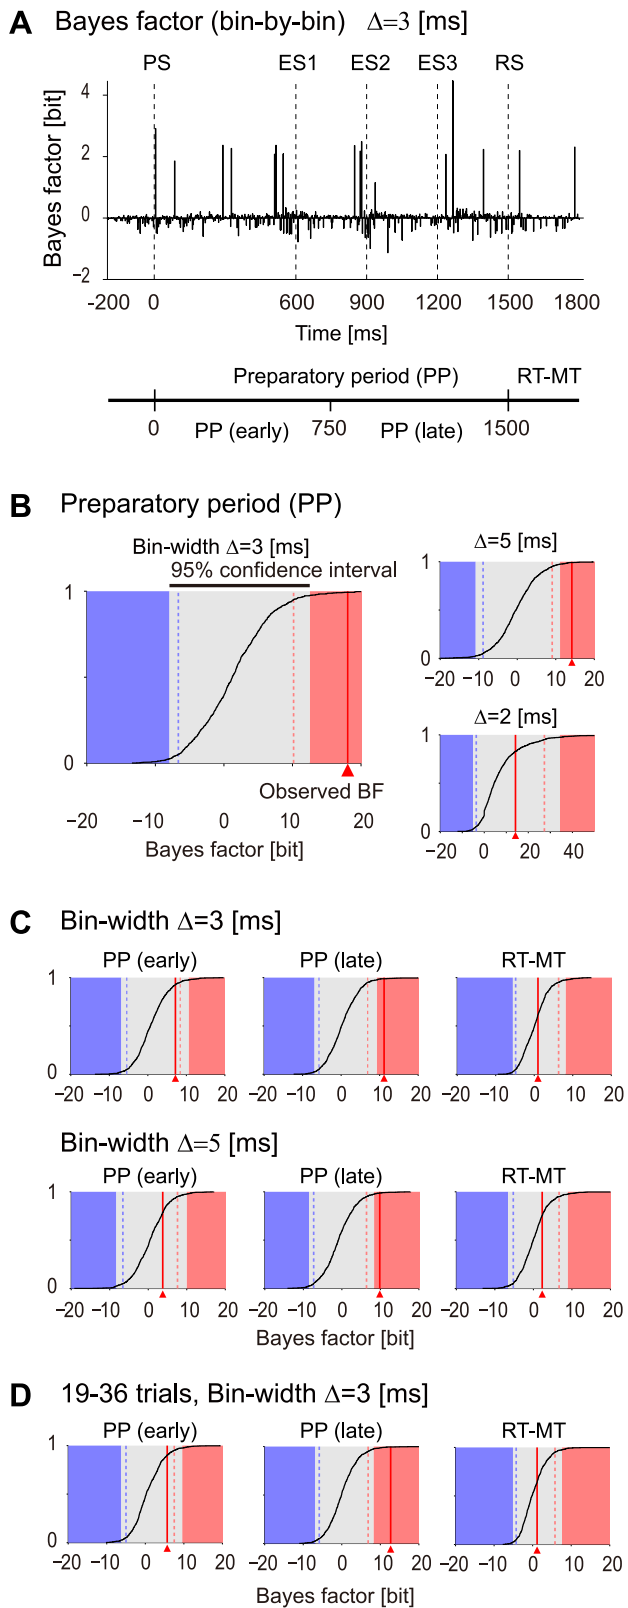 A Bayes factor (bin-by-bin) Δ=3 [ms]
PS ES1 ES2 ES3 RS
Bayes factor [bit]
4
2
0
−2
-200 0 600 900 1200 1500 1800
Time [ms]
Preparatory period (PP) RT-MT
0 PP (early) 750 PP (late) 1500
B Preparatory period (PP)
Bin-width Δ=3 [ms]
95% confidence interval
1
0
Observed BF
−20 −10 0 10 20
Bayes factor [bit]
Δ=5 [ms]
1
0
−20 −10 0 10 20
Δ=2 [ms]
1
0
−20 0 20 40
C Bin-width Δ=3 [ms]
PP (early) PP (late) RT-MT
1
0
−20 −10 0 10 20 −20 −10 0 10 20 −20 −10 0 10 20
Bin-width Δ=5 [ms]
PP (early) PP (late) RT-MT
1
0
−20 −10 0 10 20 −20 −10 0 10 20 −20 −10 0 10 20
Bayes factor [bit]
D 19-36 trials, Bin-width Δ=3 [ms]
PP (early) PP (late) RT-MT
1
0
−20 −10 0 10 20 −20 −10 0 10 20 −20 −10 0 10 20
Bayes factor [bit]